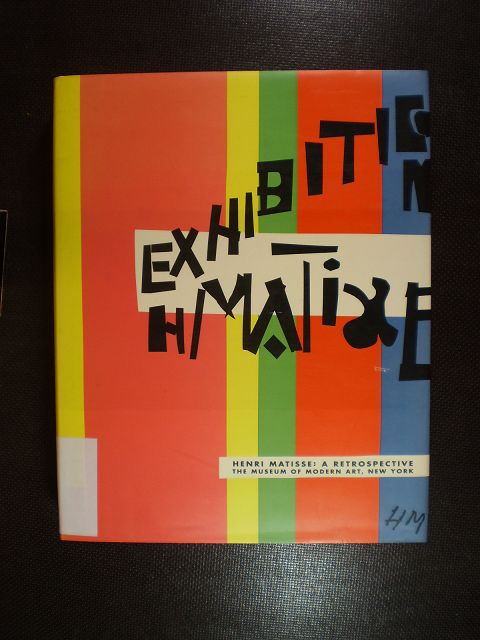 EXHIBITION
H. MATISSE
HENRI MATISSE: A RETROSPECTIVE
THE MUSEUM OF MODERN ART, NEW YORK
HM